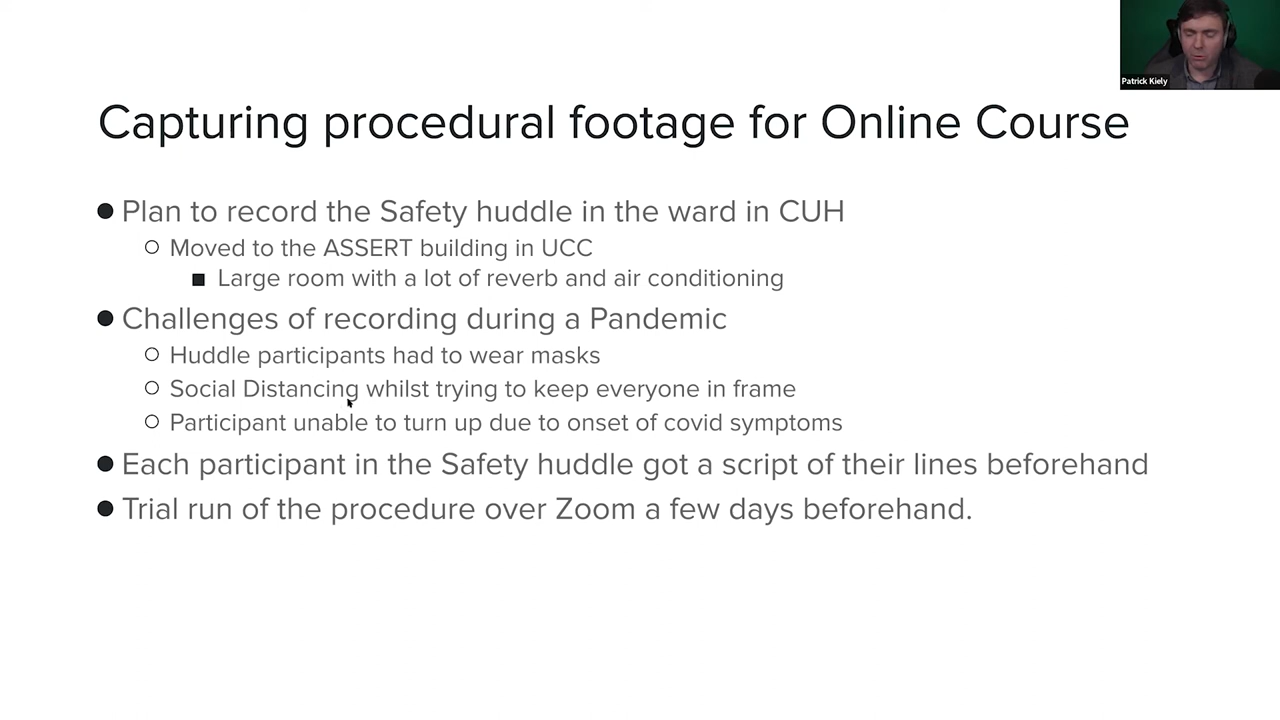 Patrick Kiely
Capturing procedural footage for Online Course
Plan to record the Safety huddle in the ward in CUH
Moved to the ASSERT building in UCC
Large room with a lot of reverb and air conditioning
Challenges of recording during a Pandemic
Huddle participants had to wear masks
Social Distancing whilst trying to keep everyone in frame
Participant unable to turn up due to onset of covid symptoms
Each participant in the Safety huddle got a script of their lines beforehand
Trial run of the procedure over Zoom a few days beforehand.